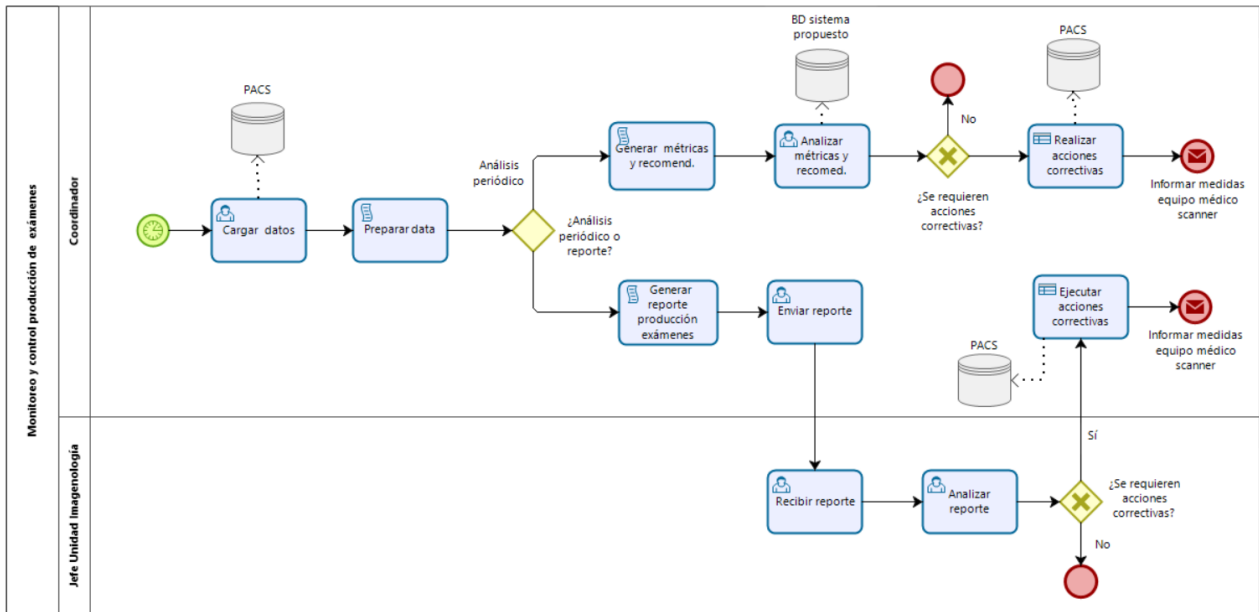 Monitoreo y control producción de exámenes
Coordinador
PACS
Cargar datos
Preparar data
Análisis
periódico
¿Análisis
periódico o
reporte?
Generar métricas
y recomend.
BD sistema
propuesto
Analizar
métricas y
recomed.
No
¿Se requieren
acciones
correctivas?
PACS
Realizar
acciones
correctivas
Informar medidas
equipo médico
scanner
Generar
reporte
producción
exámenes
Enviar reporte
PACS
Ejecutar
acciones
correctivas
Informar medidas
equipo médico
scanner
Jefe Unidad Imagenología
Recibir reporte
Analizar
reporte
Sí
¿Se requieren
acciones
correctivas?
No